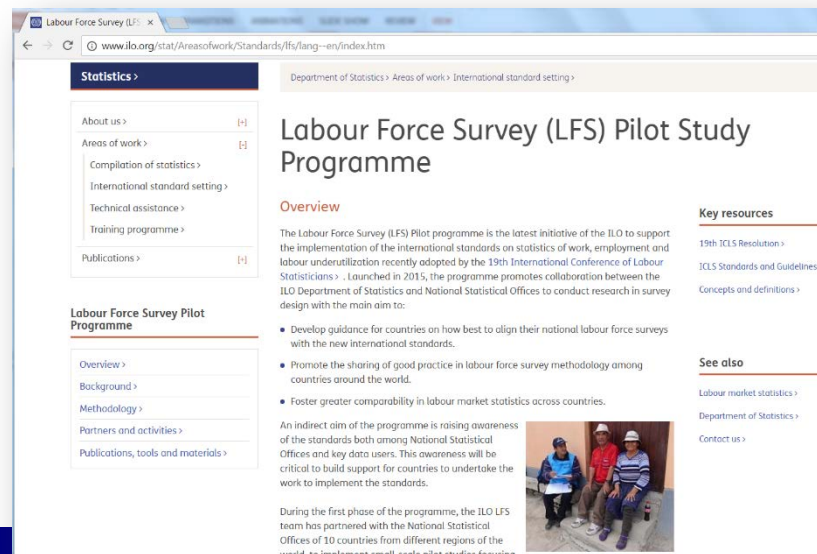 Labour Force Survey (LFS
www.ilo.org/stat/Areasofwork/Standards/lfs/lang--en/index.htm
Statistics >
About us > [+]
Areas of work > [-]
Compilation of statistics >
International standard setting >
Technical assistance >
Training programme >
Publications > [+]
Labour Force Survey Pilot
Programme
Overview >
Background >
Methodology >
Partners and activities >
Publications, tools and materials >
Department of Statistics > Areas of work > International standard setting >
Labour Force Survey (LFS) Pilot Study
Programme
Overview
The Labour Force Survey (LFS) Pilot programme is the latest initiative of the ILO to support
the implementation of the international standards on statistics of work, employment and
labour underutilization recently adopted by the 19th International Conference of Labour
Statisticians > . Launched in 2015, the programme promotes collaboration between the
ILO Department of Statistics and National Statistical Offices to conduct research in survey
design with the main aim to:
• Develop guidance for countries on how best to align their national labour force surveys
with the new international standards.
• Promote the sharing of good practice in labour force survey methodology among
countries around the world.
• Foster greater comparability in labour market statistics across countries.
An indirect aim of the programme is raising awareness
of the standards both among National Statistical
Offices and key data users. This awareness will be
critical to build support for countries to undertake the
work to implement the standards.
During the first phase of the programme, the ILO LFS
team has partnered with the National Statistical
Offices of 10 countries from different regions of the
world, to implement small-scale pilot studies focusing
Key resources
19th ICLS Resolution >
ICLS Standards and Guidelines
Concepts and definitions >
See also
Labour market statistics >
Department of Statistics >
Contact us >